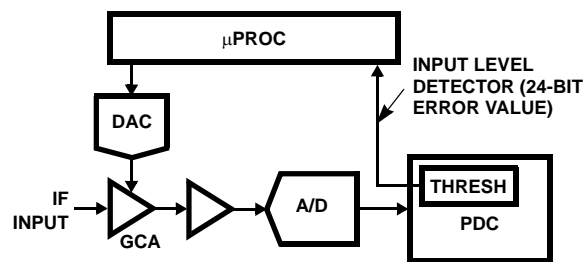 µPROC
INPUT LEVEL
DETECTOR (24-BIT
ERROR VALUE)
DAC
THRESH
IF
INPUT
A/D
PDC
GCA